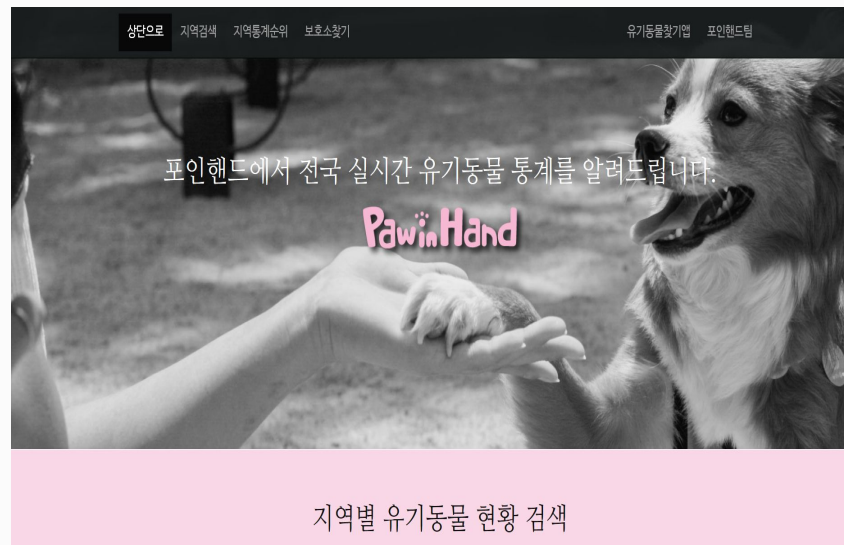 상단으로 지역검색 지역통계순위 보호소찾기 유기동물찾기앱 포인핸드팀
포인핸드에서 전국 실시간 유기동물 통계를 알려드립니다.
PawinHand
지역별 유기동물 현황 검색